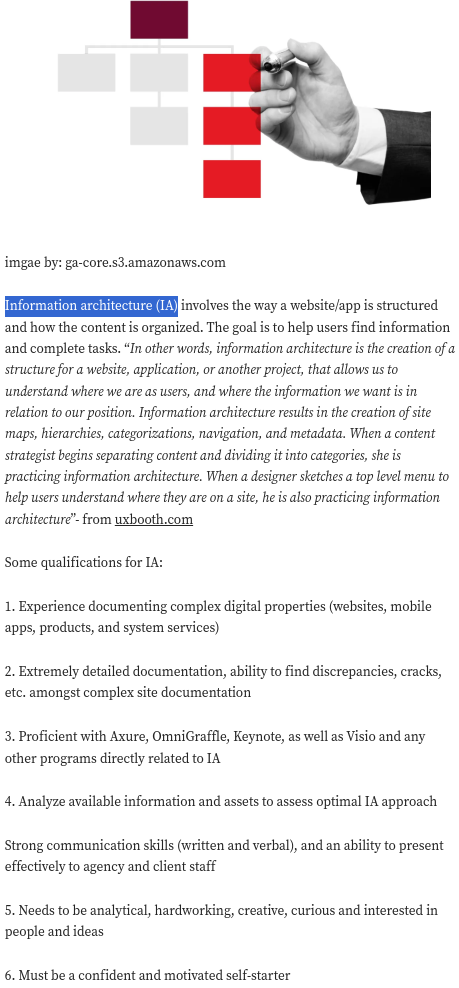 imgae by: ga-core.s3.amazonaws.com
Information architecture (IA) involves the way a website/app is structured
and how the content is organized. The goal is to help users find information
and complete tasks. “In other words, information architecture is the creation of a
structure for a website, application, or another project, that allows us to
understand where we are as users, and where the information we want is in
relation to our position. Information architecture results in the creation of site
maps, hierarchies, categorizations, navigation, and metadata. When a content
strategist begins separating content and dividing it into categories, she is
practicing information architecture. When a designer sketches a top level menu to
help users understand where they are on a site, he is also practicing information
architecture”- from uxbooth.com
Some qualifications for IA:
1. Experience documenting complex digital properties (websites, mobile
apps, products, and system services)
2. Extremely detailed documentation, ability to find discrepancies, cracks,
etc. amongst complex site documentation
3. Proficient with Axure, OmniGraffle, Keynote, as well as Visio and any
other programs directly related to IA
4. Analyze available information and assets to assess optimal IA approach
Strong communication skills (written and verbal), and an ability to present
effectively to agency and client staff
5. Needs to be analytical, hardworking, creative, curious and interested in
people and ideas
6. Must be a confident and motivated self-starter